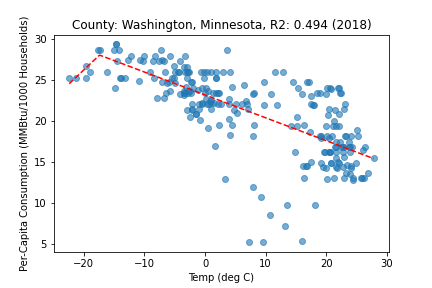 County: Washington, Minnesota, R2: 0.494 (2018)
Per-Capita Consumption (MMBtu/1000 Households)
30
25
20
15
10
5
−20 −10 0 10 20 30
Temp (deg C)